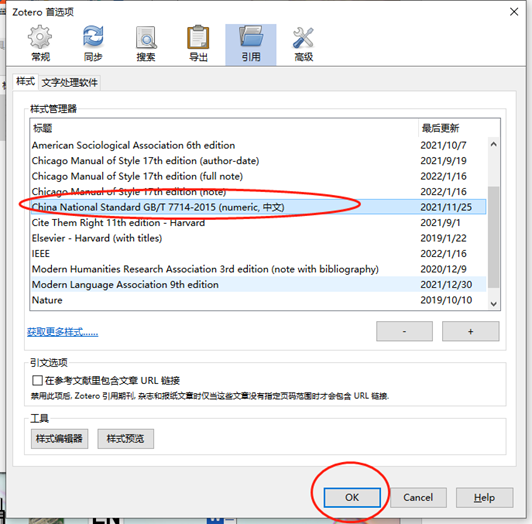 Zotero 首选项
常规 同步 搜索 导出 引用 高级
样式 文字处理软件
样式管理器
标题 最后更新
American Sociological Association 6th edition 2021/10/7
Chicago Manual of Style 17th edition (author-date) 2021/9/19
Chicago Manual of Style 17th edition (full note) 2022/1/16
Chicago Manual of Style 17th edition (note) 2022/1/16
China National Standard GB/T 7714-2015 (numeric, 中文) 2021/11/25
Cite Them Right 11th edition - Harvard 2021/9/1
Elsevier - Harvard (with titles) 2019/1/22
IEEE 2022/1/16
Modern Humanities Research Association 3rd edition (note with bibliography) 2020/12/9
Modern Language Association 9th edition 2021/12/30
Nature 2019/10/10
获取更多样式...... - +
引文选项
在参考文献里包含文章 URL 链接
禁用此项后, Zotero 引用期刊, 杂志和报纸文章时仅当这些文章没有指定页码范围时才会包含 URL 链接.
工具
样式编辑器 样式预览
OK Cancel Help
EN W